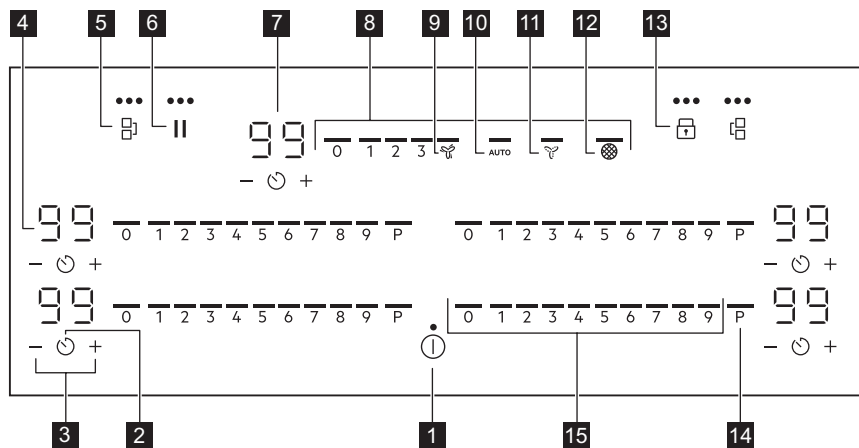 4 5 6 7 8 9 10 11 12 13
99 0 1 2 3 AUTO
− +
99 0 1 2 3 4 5 6 7 8 9 P 0 1 2 3 4 5 6 7 8 9 P 99
− + − +
99 0 1 2 3 4 5 6 7 8 9 P 0 1 2 3 4 5 6 7 8 9 P 99
− + − +
3 2 1 15 14